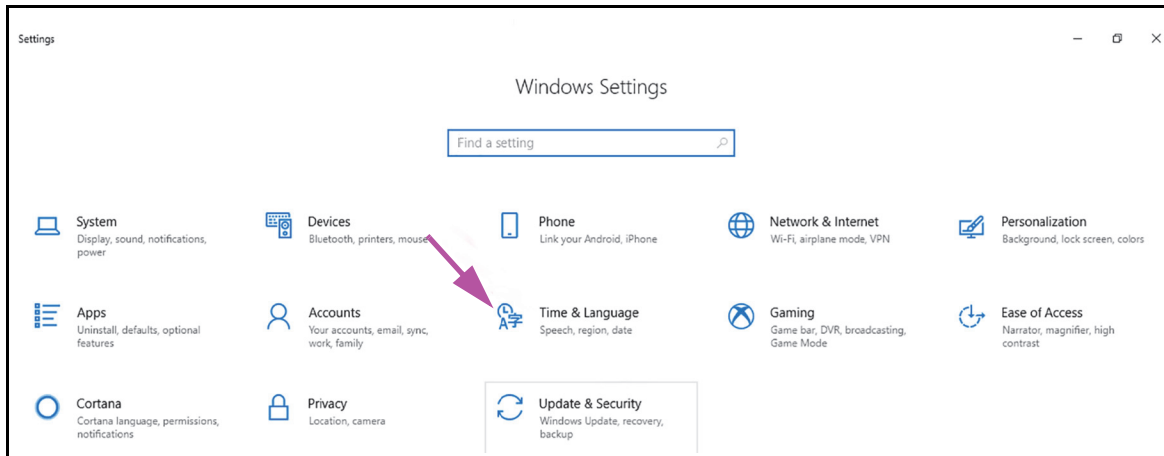 Settings
Windows Settings
Find a setting
System
Display, sound, notifications,
power
Devices
Bluetooth, printers, mouse
Phone
Link your Android, iPhone
Network & Internet
Wi-Fi, airplane mode, VPN
Personalization
Background, lock screen, colors
Apps
Uninstall, defaults, optional
features
Accounts
Your accounts, email, sync,
work, family
Time & Language
Speech, region, date
Gaming
Game bar, DVR, broadcasting,
Game Mode
Ease of Access
Narrator, magnifier, high
contrast
Cortana
Cortana language, permissions,
notifications
Privacy
Location, camera
Update & Security
Windows Update, recovery,
backup